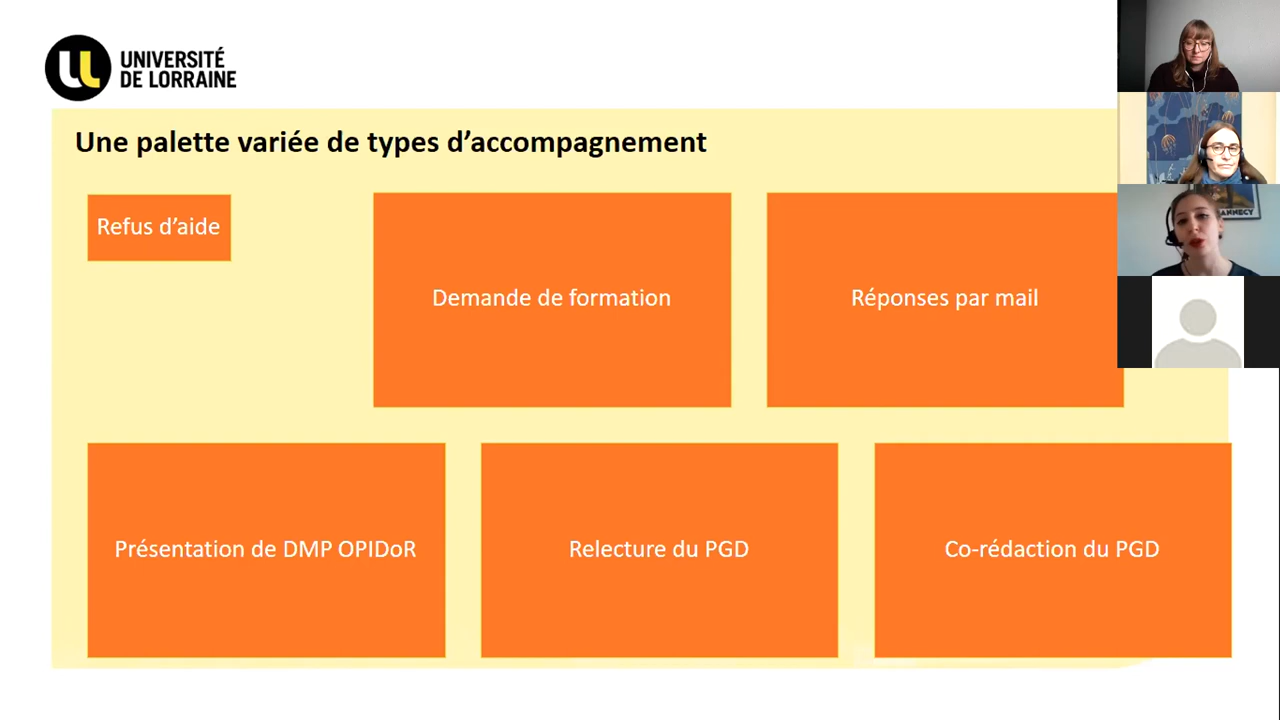 UNIVERSITÉ
DE LORRAINE
Une palette variée de types d’accompagnement
Refus d’aide
Demande de formation
Réponses par mail
ANNECY
Présentation de DMP OPIDoR
Relecture du PGD
Co-rédaction du PGD